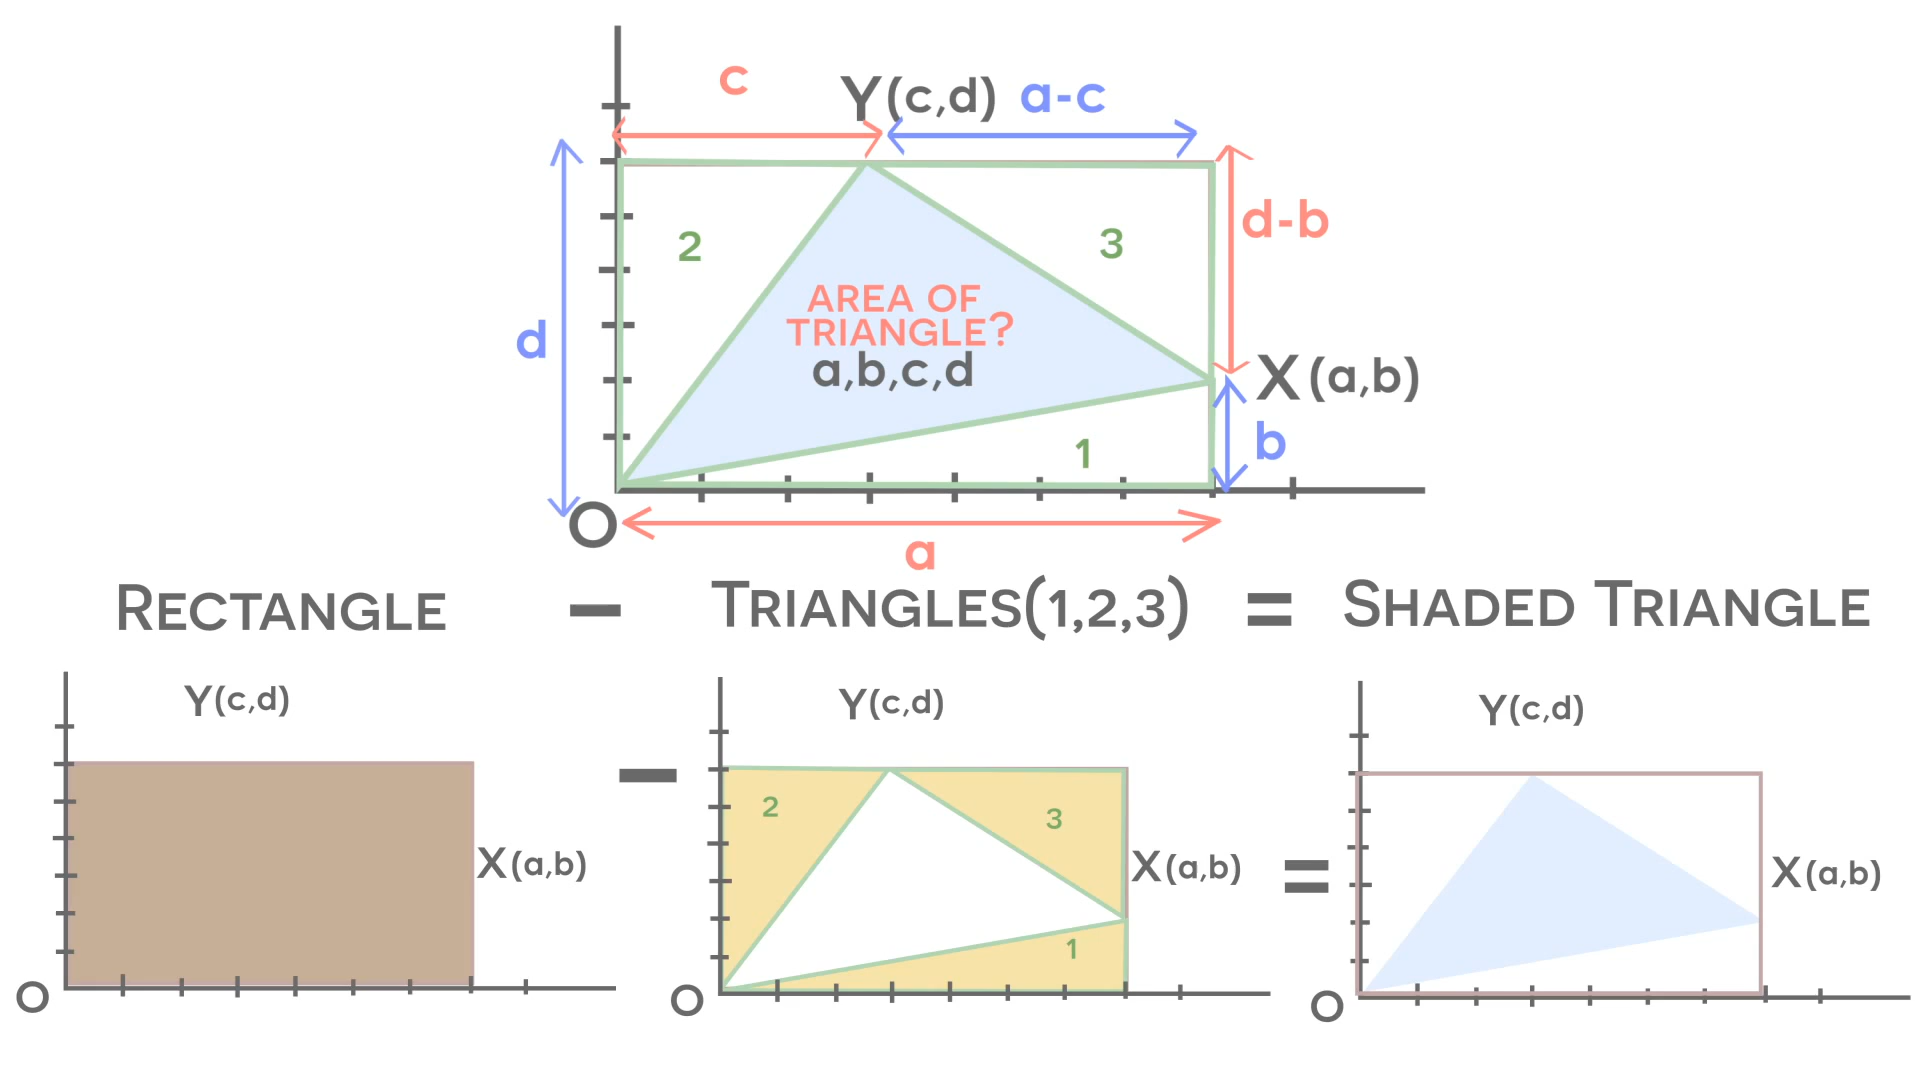 c
Y(c,d)
a-c
2
3
d-b
AREA OF
TRIANGLE?
a,b,c,d
d
X(a,b)
1
b
O
a
RECTANGLE − TRIANGLES(1,2,3) = SHADED TRIANGLE
Y(c,d)
X(a,b)
O
−
Y(c,d)
2
3
X(a,b)
1
O
=
Y(c,d)
X(a,b)
O